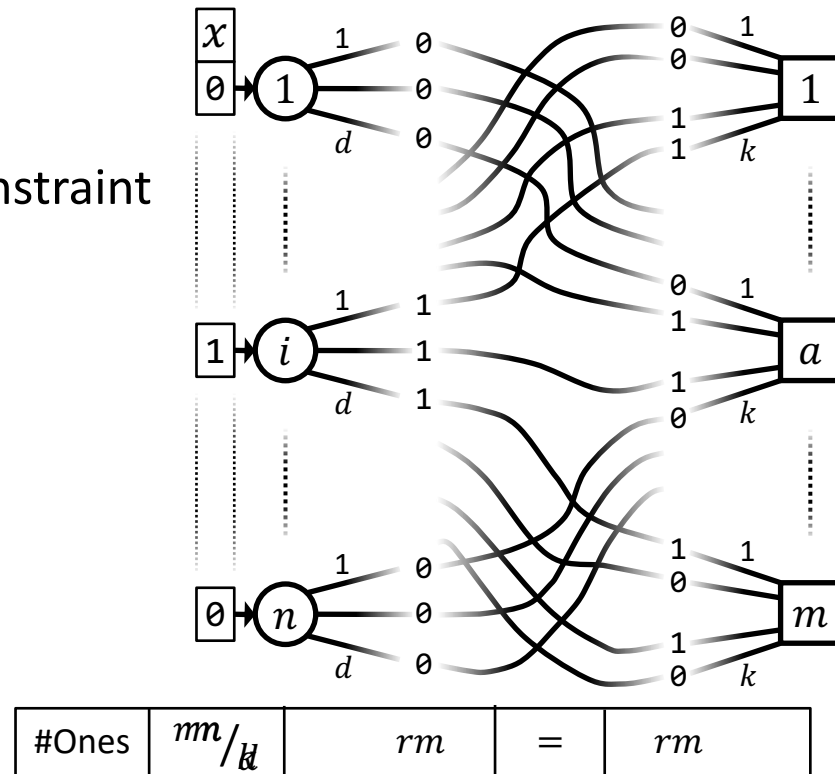 x
0 1 1 0 0 1 1
0 0
d 0 1
1 k
nstraint
1 1 0 1
1
1 i 1 a
1
d 1 0 k
1 0 1 1
0
0 n 0 m
1
d 0 0 k
#Ones rm = rm